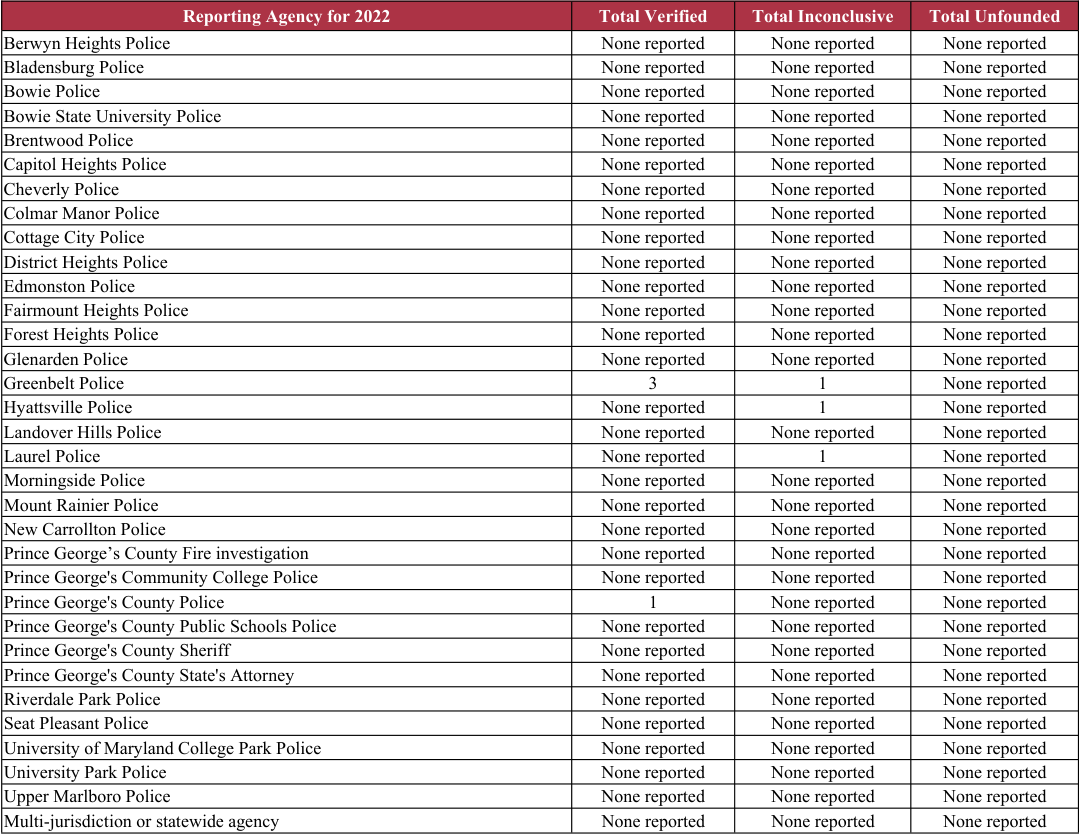 Reporting Agency for 2022 Total Verified Total Inconclusive Total Unfounded
Berwyn Heights Police None reported None reported None reported
Bladensburg Police None reported None reported None reported
Bowie Police None reported None reported None reported
Bowie State University Police None reported None reported None reported
Brentwood Police None reported None reported None reported
Capitol Heights Police None reported None reported None reported
Cheverly Police None reported None reported None reported
Colmar Manor Police None reported None reported None reported
Cottage City Police None reported None reported None reported
District Heights Police None reported None reported None reported
Edmonston Police None reported None reported None reported
Fairmount Heights Police None reported None reported None reported
Forest Heights Police None reported None reported None reported
Glenarden Police None reported None reported None reported
Greenbelt Police 3 1 None reported
Hyattsville Police None reported 1 None reported
Landover Hills Police None reported None reported None reported
Laurel Police None reported 1 None reported
Morningside Police None reported None reported None reported
Mount Rainier Police None reported None reported None reported
New Carrollton Police None reported None reported None reported
Prince George’s County Fire investigation None reported None reported None reported
Prince George's Community College Police None reported None reported None reported
Prince George's County Police 1 None reported None reported
Prince George's County Public Schools Police None reported None reported None reported
Prince George's County Sheriff None reported None reported None reported
Prince George's County State's Attorney None reported None reported None reported
Riverdale Park Police None reported None reported None reported
Seat Pleasant Police None reported None reported None reported
University of Maryland College Park Police None reported None reported None reported
University Park Police None reported None reported None reported
Upper Marlboro Police None reported None reported None reported
Multi-jurisdiction or statewide agency None reported None reported None reported